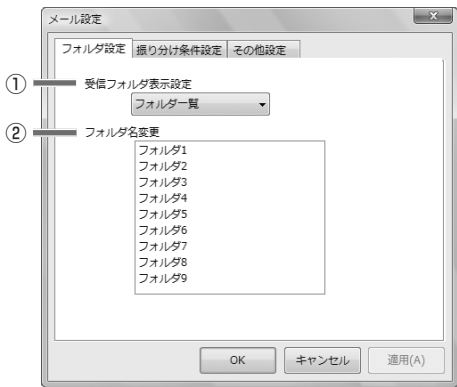 メール設定
フォルダ設定 振り分け条件設定 その他設定
① 受信フォルダ表示設定
フォルダ一覧
② フォルダ名変更
フォルダ1
フォルダ2
フォルダ3
フォルダ4
フォルダ5
フォルダ6
フォルダ7
フォルダ8
フォルダ9
OK キャンセル 適用(A)